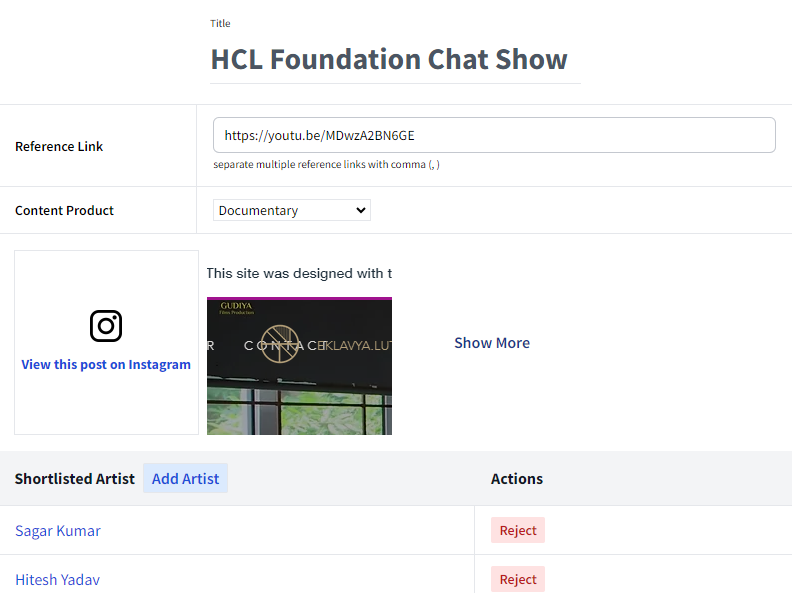 Title
HCL Foundation Chat Show
Reference Link
https://youtu.be/MDwzA2BN6GE
separate multiple reference links with comma (, )
Content Product
Documentary
View this post on Instagram
This site was designed with t
GUDIYA
Films Production
R CONTACT EKLAVYA.LUT
Show More
Shortlisted Artist Add Artist Actions
Sagar Kumar Reject
Hitesh Yadav Reject